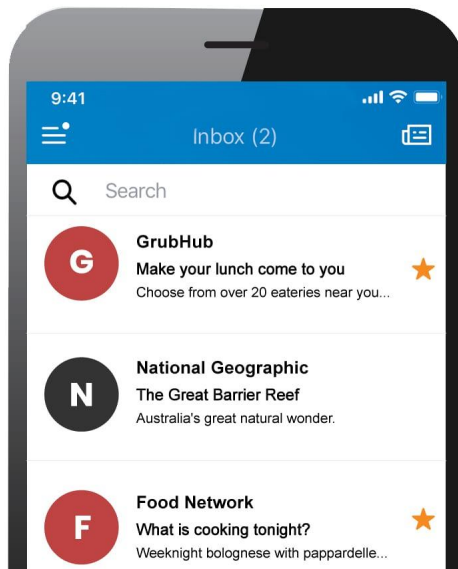 9:41
Inbox (2)
Search
G
GrubHub
Make your lunch come to you
Choose from over 20 eateries near you...
N
National Geographic
The Great Barrier Reef
Australia's great natural wonder.
F
Food Network
What is cooking tonight?
Weeknight bolognese with pappardelle...